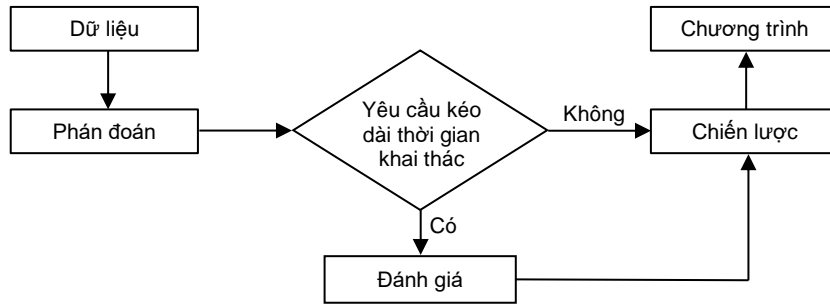 Dữ liệu
Chương trình
Phán đoán
Yêu cầu kéo
dài thời gian
khai thác
Không
Chiến lược
Có
Đánh giá